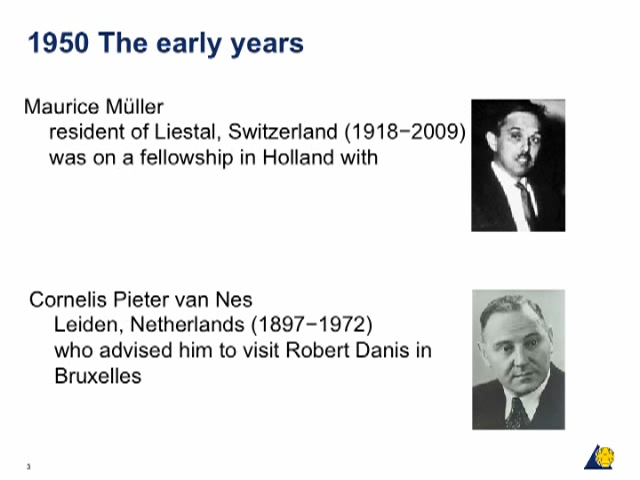 1950 The early years
Maurice Müller
resident of Liestal, Switzerland (1918–2009)
was on a fellowship in Holland with
Cornelis Pieter van Nes
Leiden, Netherlands (1897–1972)
who advised him to visit Robert Danis in
Bruxelles
3